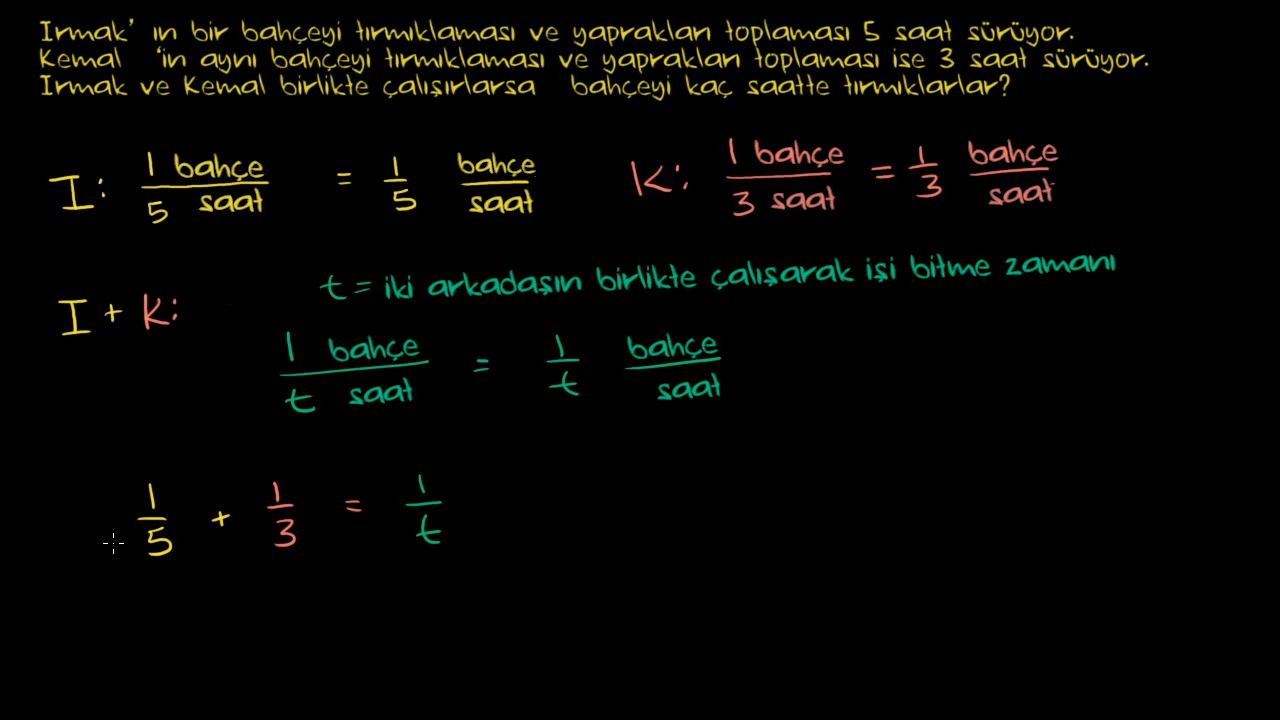 Irmak' ın bir bahçeyi tırmıklaması ve yaprakları toplaması 5 saat sürüyor.
Kemal 'in aynı bahçeyi tırmıklaması ve yaprakları toplaması ise 3 saat sürüyor.
Irmak ve Kemal birlikte çalışırlarsa bahçeyi kaç saatte tırmıklarlar?
I: 1 bahçe / 5 saat = 1/5 bahçe / saat
K: 1 bahçe / 3 saat = 1/3 bahçe / saat
t = iki arkadaşın birlikte çalışarak işi bitme zamanı
I + K:
1 bahçe / t saat = 1/t bahçe / saat
1/5 + 1/3 = 1/t